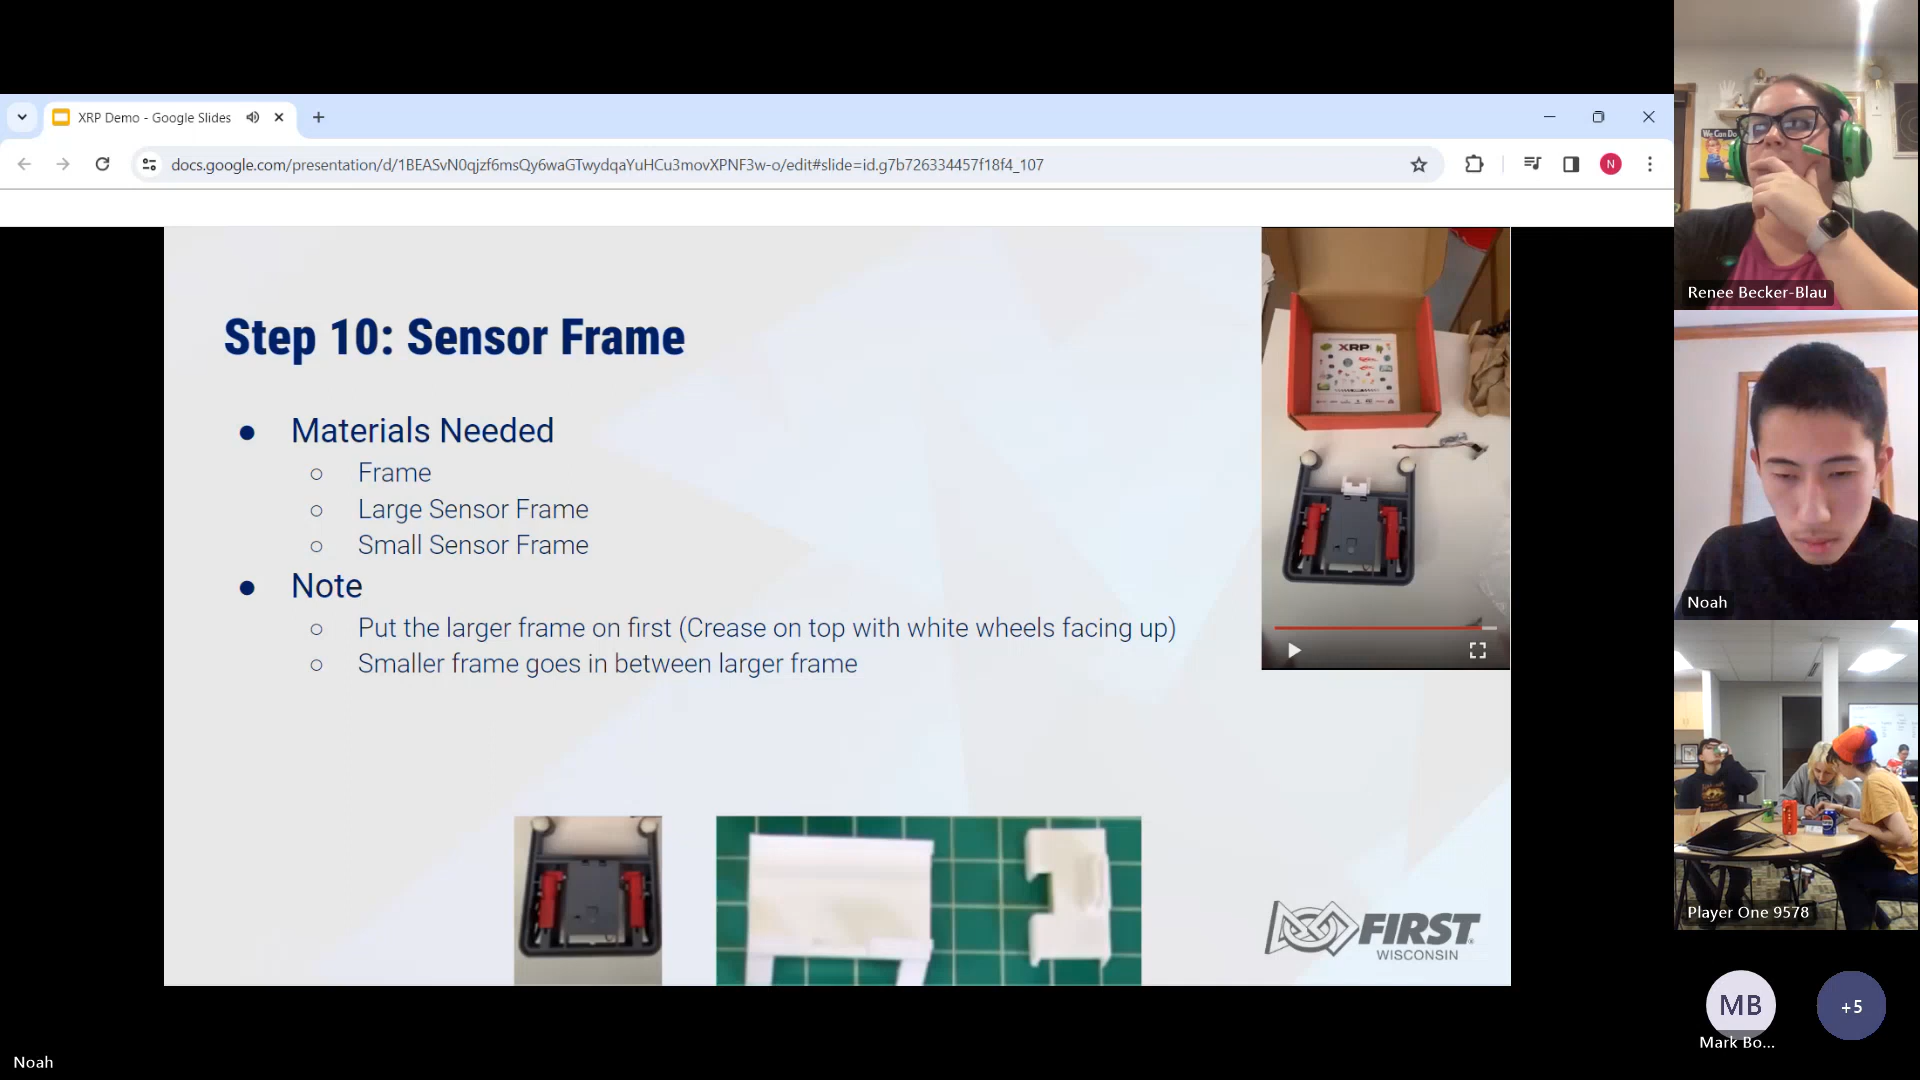 XRP Demo - Google Slides
docs.google.com/presentation/d/1BEASvN0qjzf6msQy6waGTwydqaYuHCu3movXPNF3w-o/edit#slide=id.g7b726334457f18f4_107
N
Step 10: Sensor Frame
Materials Needed
Frame
Large Sensor Frame
Small Sensor Frame
Note
Put the larger frame on first (Crease on top with white wheels facing up)
Smaller frame goes in between larger frame
XRP
FIRST
WISCONSIN
We Can Do
Renee Becker-Blau
Noah
Player One 9578
MB
+5
Mark Bo...
Noah